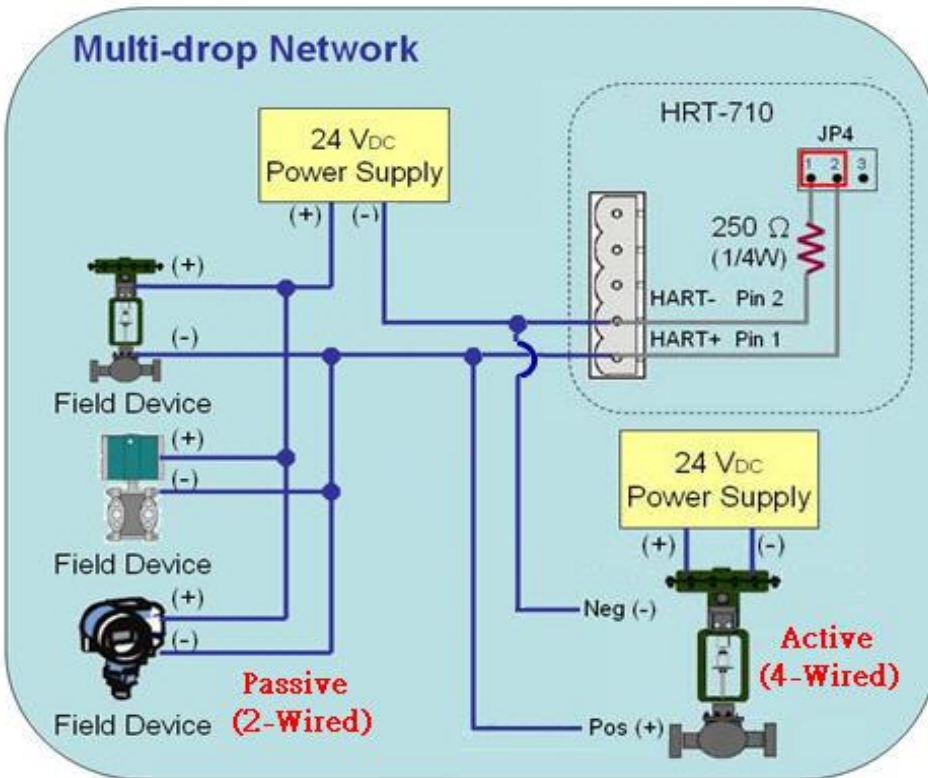 Multi-drop Network
24 VDC
Power Supply
(+) (-)
HRT-710
JP4
1 2 3
250 Ω
(1/4W)
HART- Pin 2
HART+ Pin 1
(+)
(-)
Field Device
(+)
(-)
Field Device
(+)
(-)
Field Device
Passive
(2-Wired)
24 VDC
Power Supply
(+) (-)
Neg (-)
Active
(4-Wired)
Pos (+)